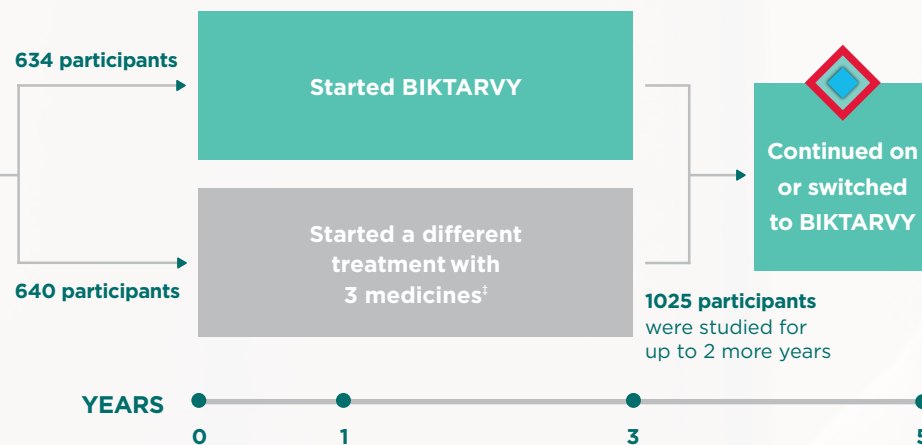 634 participants
Started BIKTARVY
640 participants
Started a different
treatment with
3 medicines‡
Continued on
or switched
to BIKTARVY
1025 participants
were studied for
up to 2 more years
YEARS
0
1
3
5